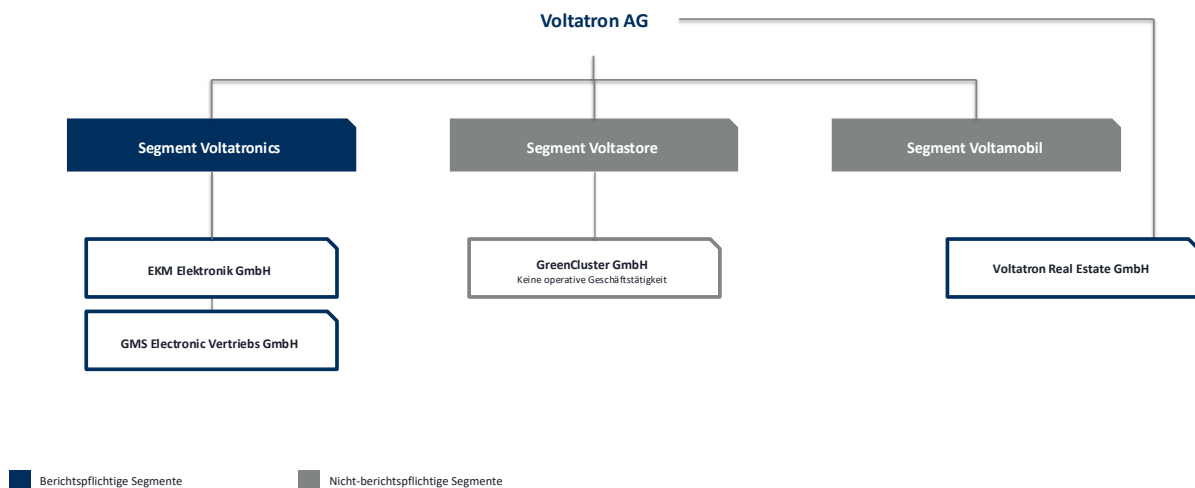 Voltatron AG
Segment Voltatronics
Segment Voltastore
Segment Voltamobil
EKM Elektronik GmbH
GreenCluster GmbH
Keine operative Geschäftstätigkeit
Voltatron Real Estate GmbH
GMS Electronic Vertriebs GmbH
Berichtspflichtige Segmente
Nicht-berichtspflichtige Segmente